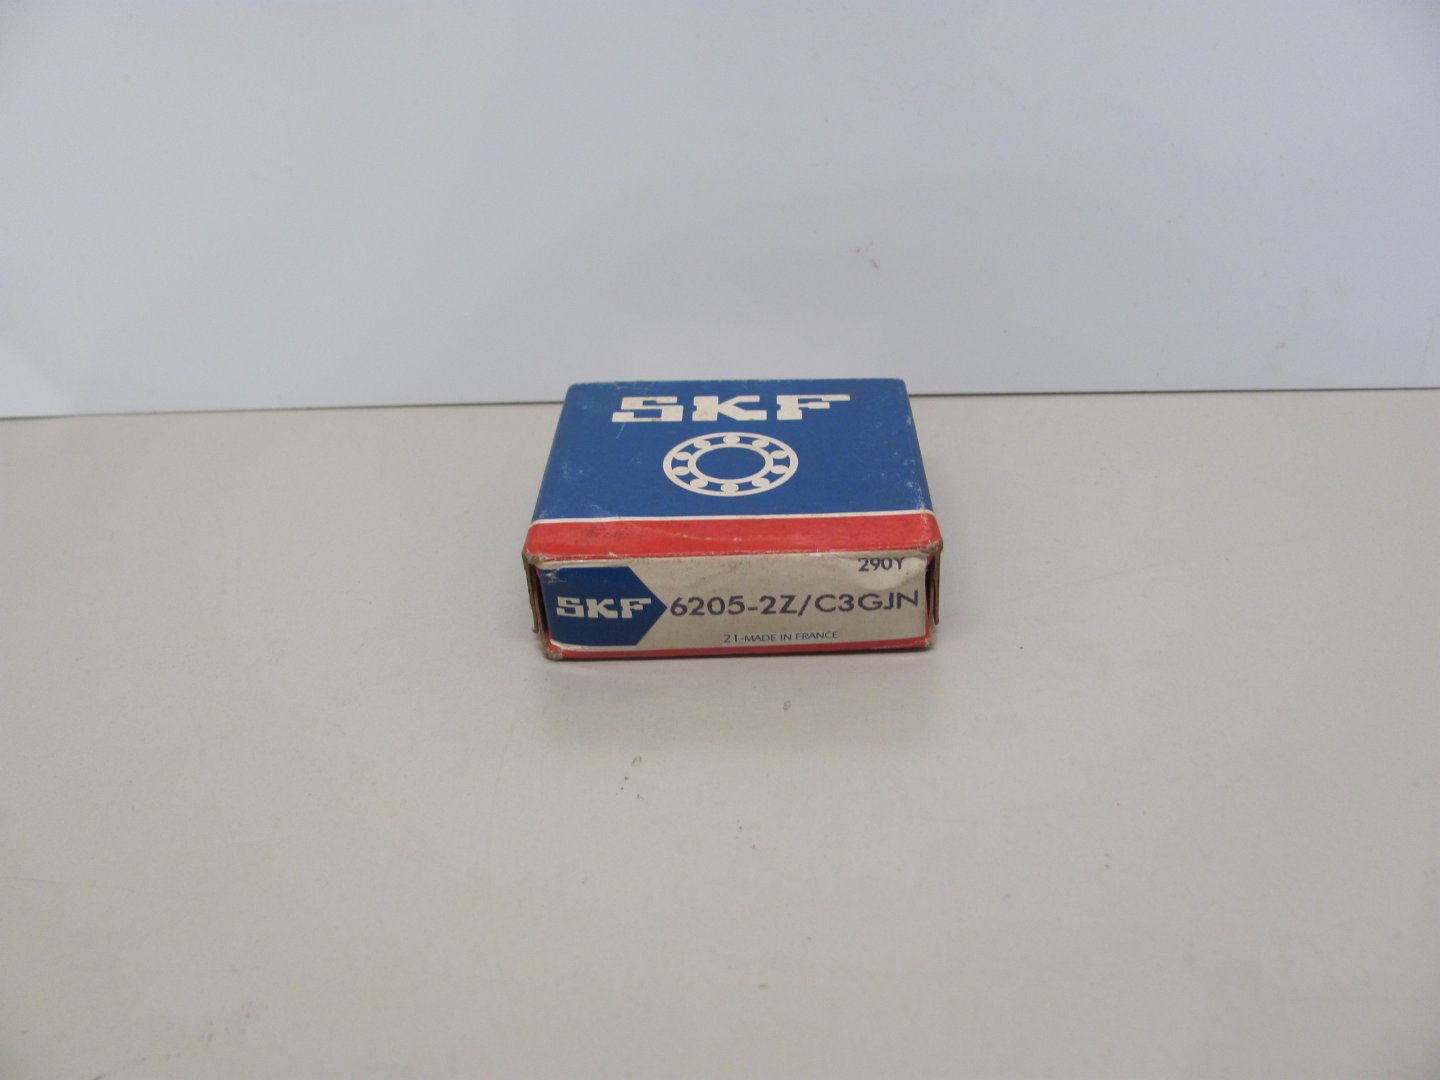 SKF
290Y
SKF 6205-2Z/C3GJN
21-MADE IN FRANCE